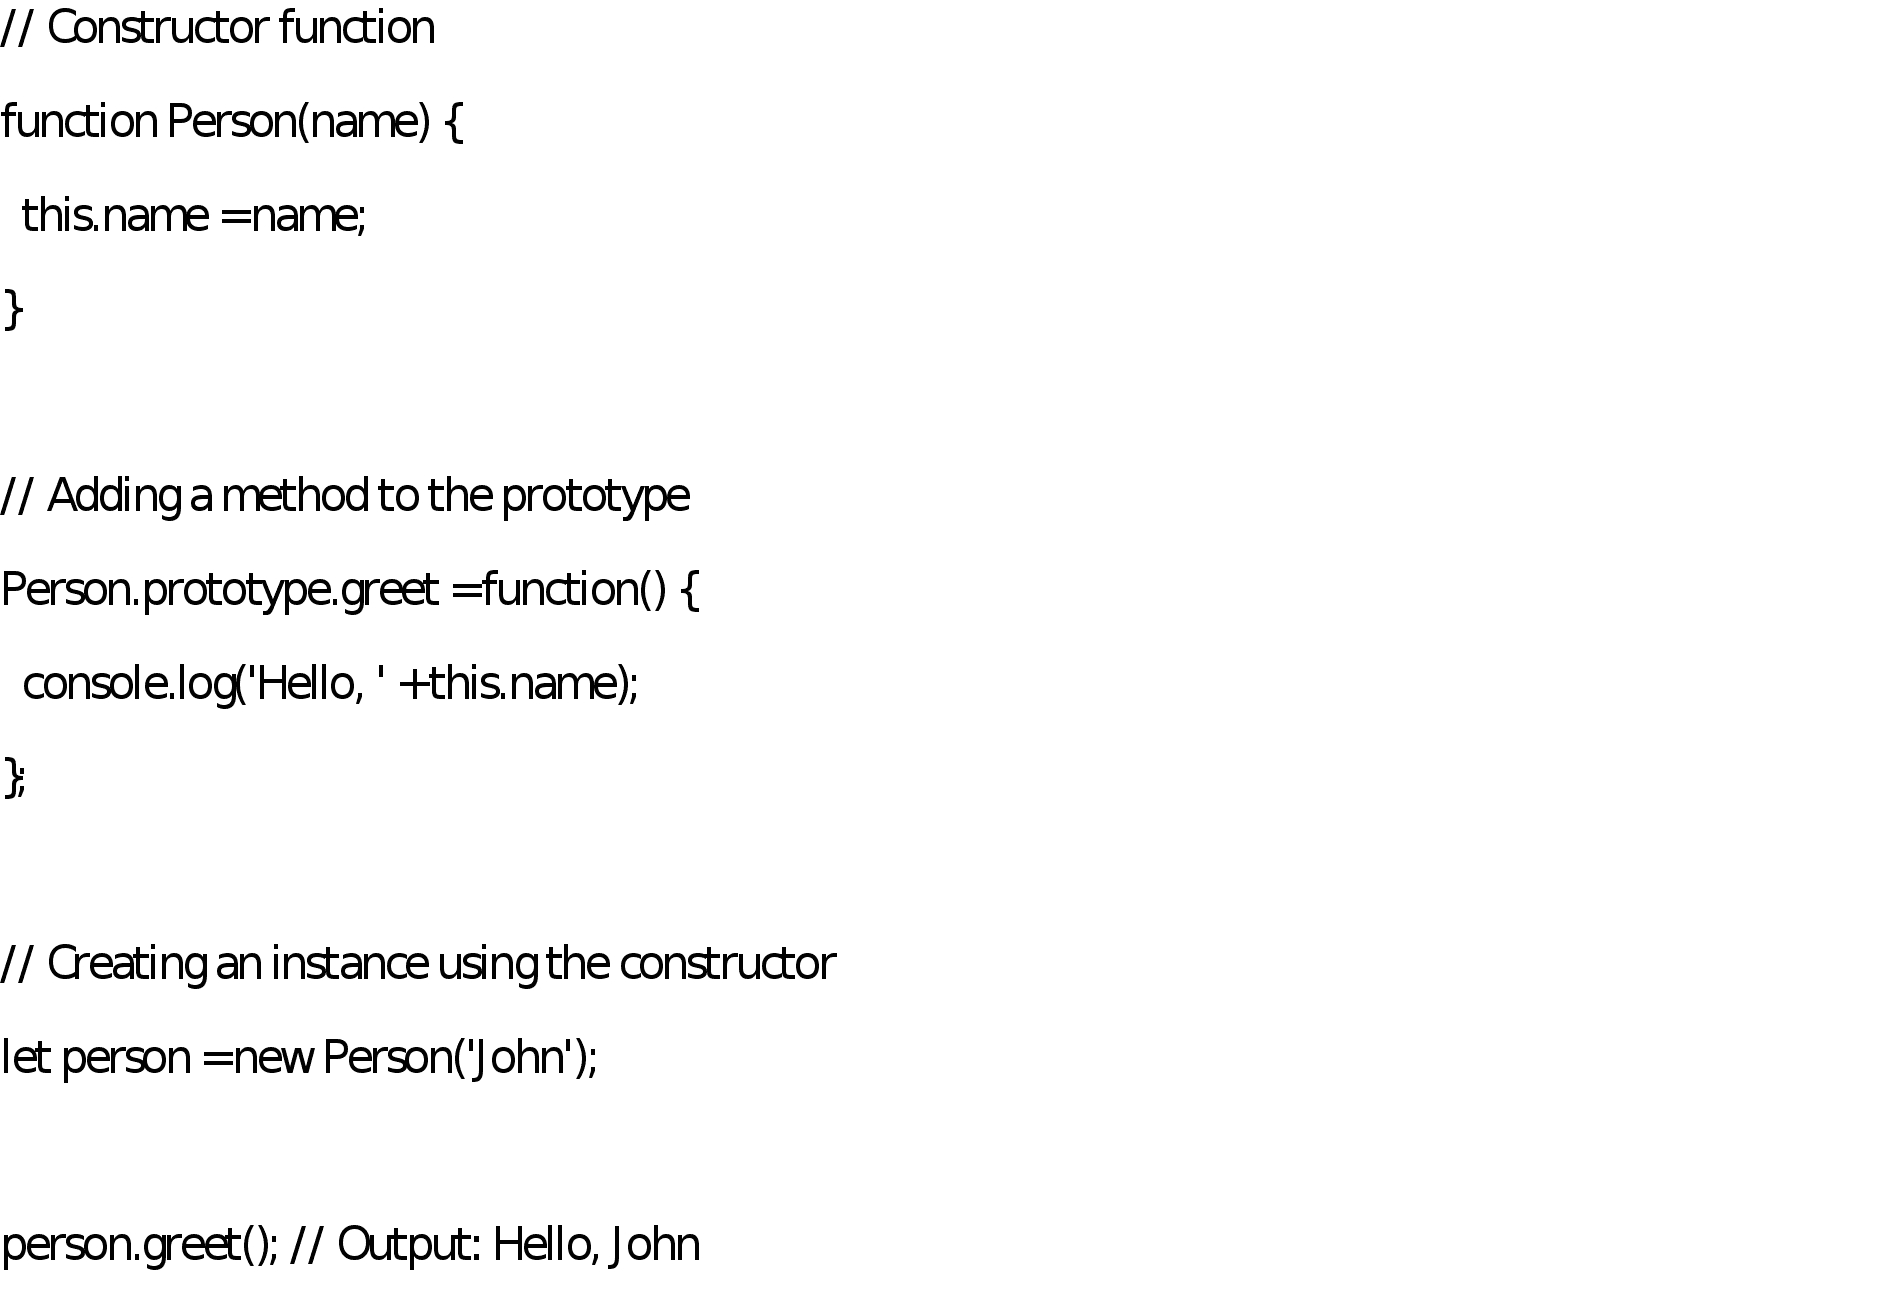 // Constructor function
function Person(name) {
  this.name = name;
}

// Adding a method to the prototype
Person.prototype.greet = function() {
  console.log('Hello, ' + this.name);
};

// Creating an instance using the constructor
let person = new Person('John');

person.greet(); // Output: Hello, John